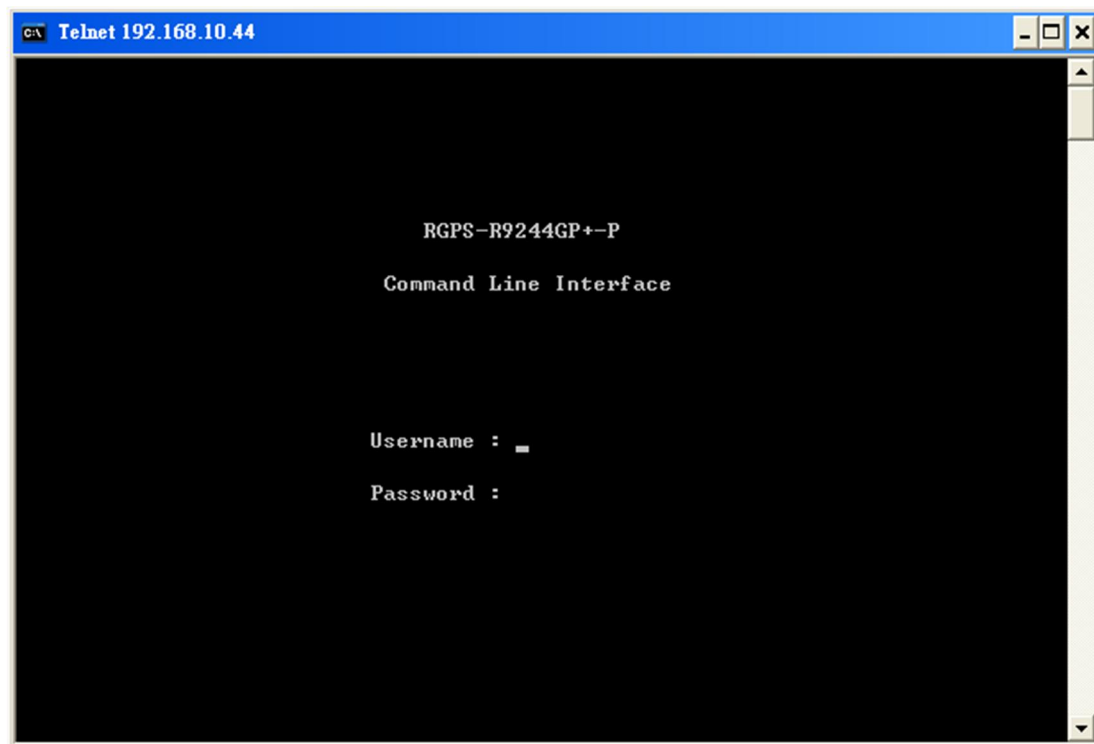 C:\ Telnet 192.168.10.44
RGPS-R9244GP+-P
Command Line Interface
Username : _
Password :